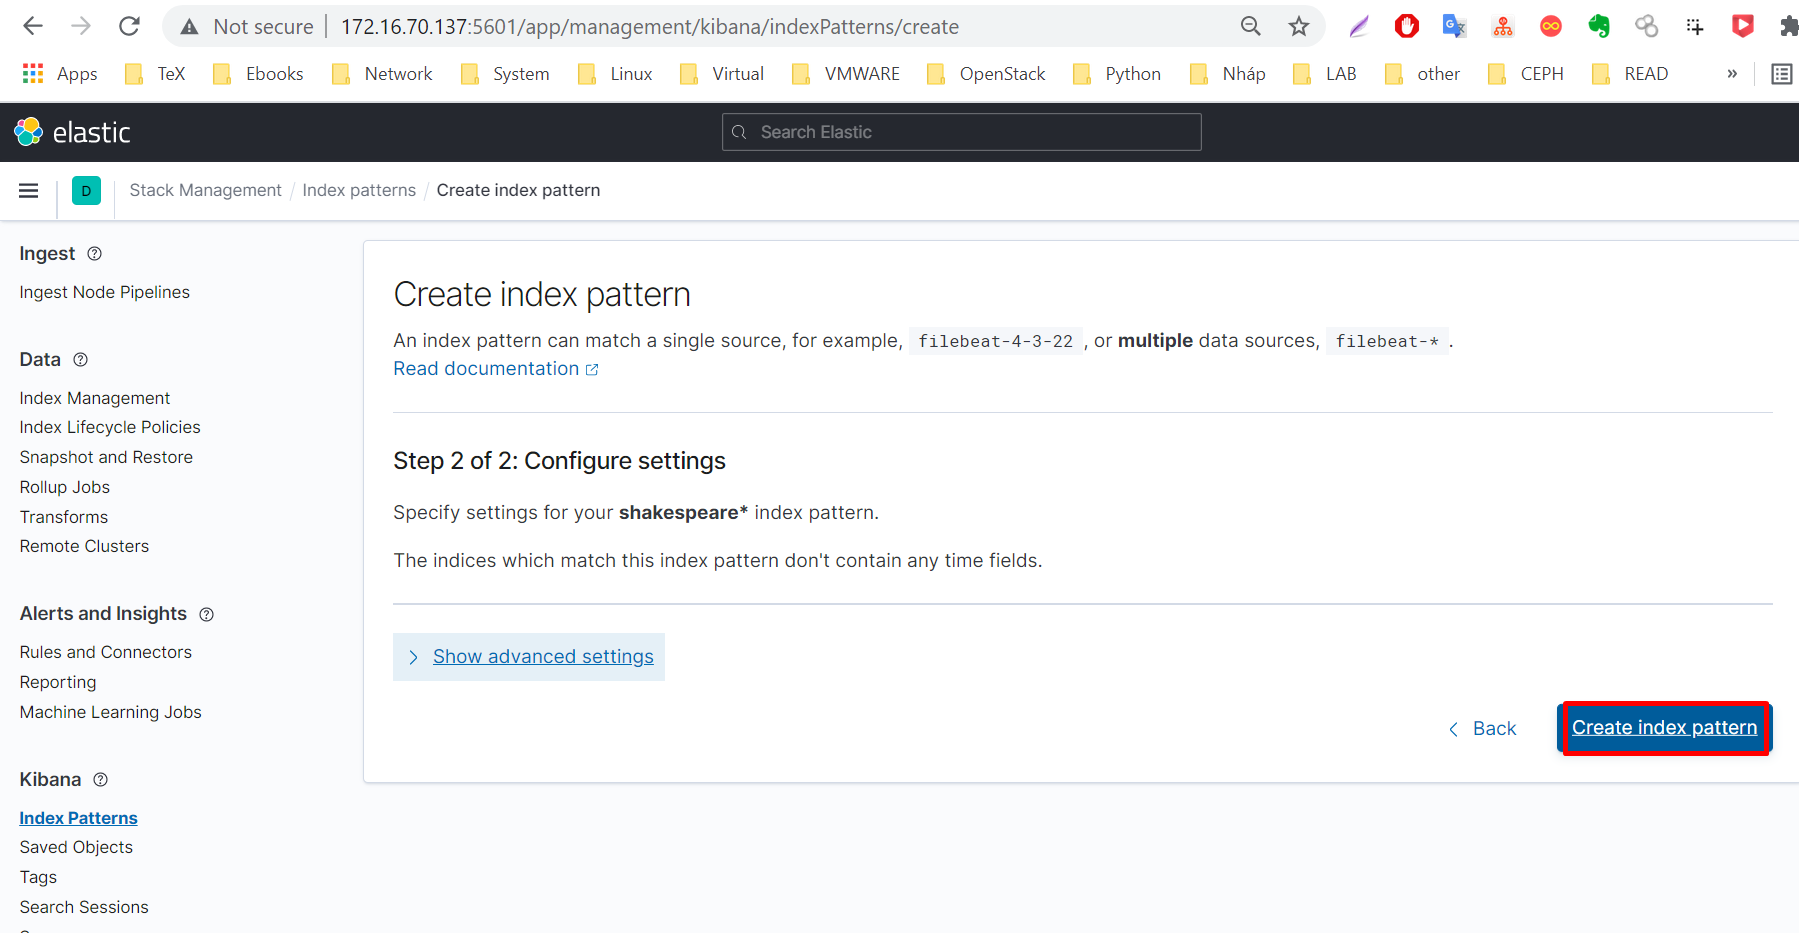 Not secure | 172.16.70.137:5601/app/management/kibana/indexPatterns/create
Apps TeX Ebooks Network System Linux Virtual VMWARE OpenStack Python Nháp LAB other CEPH READ »
elastic Search Elastic
D Stack Management / Index patterns / Create index pattern
Ingest
Ingest Node Pipelines
Data
Index Management
Index Lifecycle Policies
Snapshot and Restore
Rollup Jobs
Transforms
Remote Clusters
Alerts and Insights
Rules and Connectors
Reporting
Machine Learning Jobs
Kibana
Index Patterns
Saved Objects
Tags
Search Sessions
Create index pattern
An index pattern can match a single source, for example, filebeat-4-3-22 , or multiple data sources, filebeat-* .
Read documentation
Step 2 of 2: Configure settings
Specify settings for your shakespeare* index pattern.
The indices which match this index pattern don't contain any time fields.
Show advanced settings
Back
Create index pattern